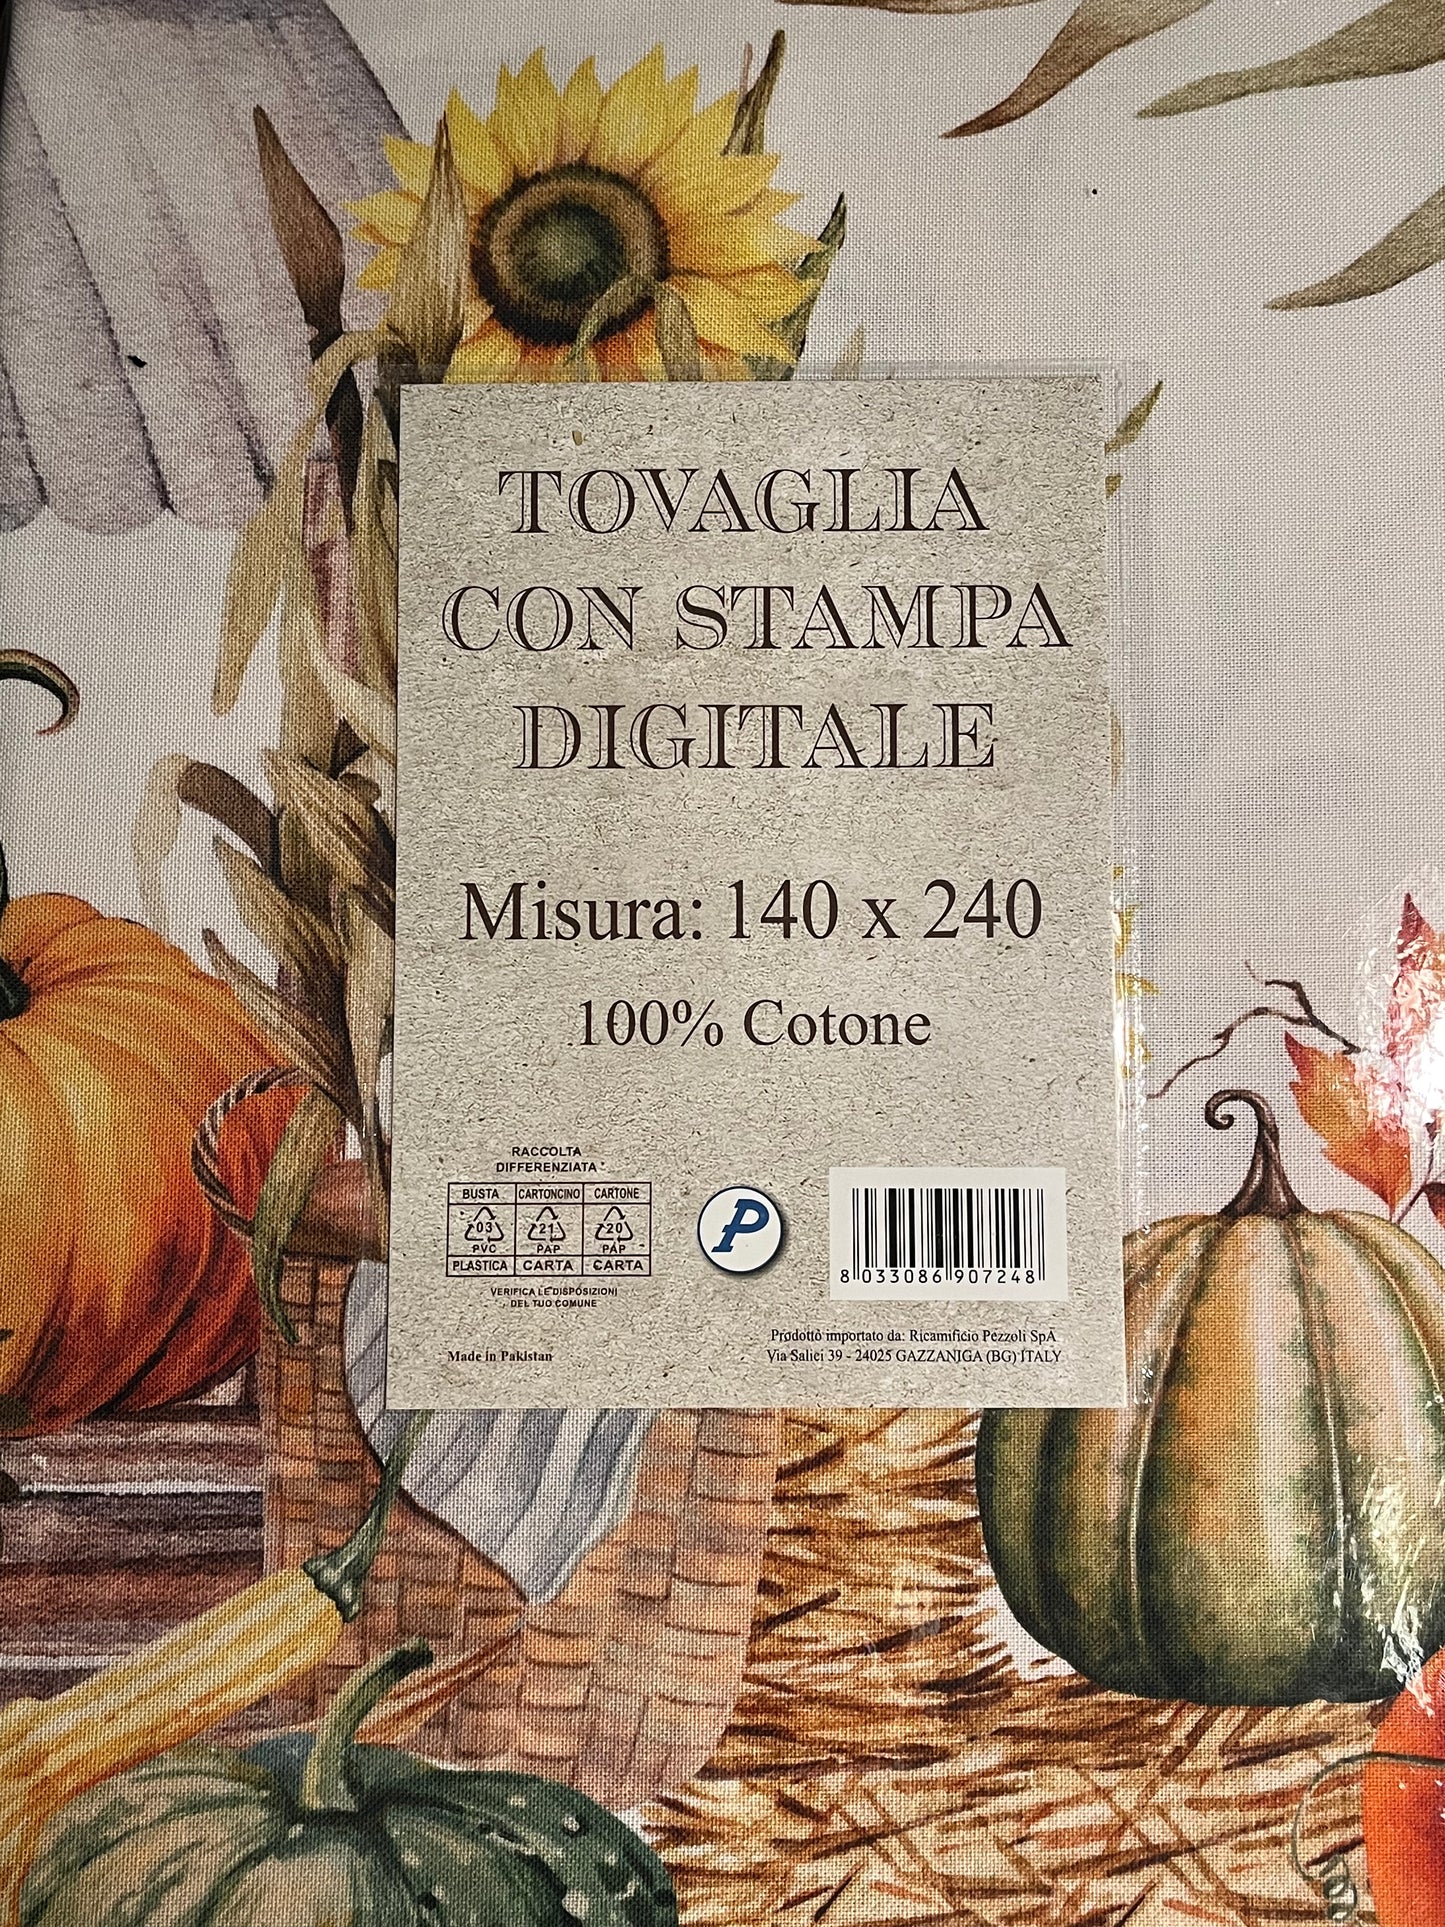 TOVAGLIA
CON STAMPA
DIGITALE
Misura: 140 x 240
100% Cotone
RACCOLTA
DIFFERENZIATA
BUSTA CARTONCINO CARTONE
03 21 20
PVC PAP PAP
PLASTICA CARTA CARTA
VERIFICA LE DISPOSIZIONI
DEL TUO COMUNE
P
8 033086 907248
Made in Pakistan
Prodotto importato da: Ricamificio Pezzoli SpA
Via Salici 39 - 24025 GAZZANIGA (BG) ITALY